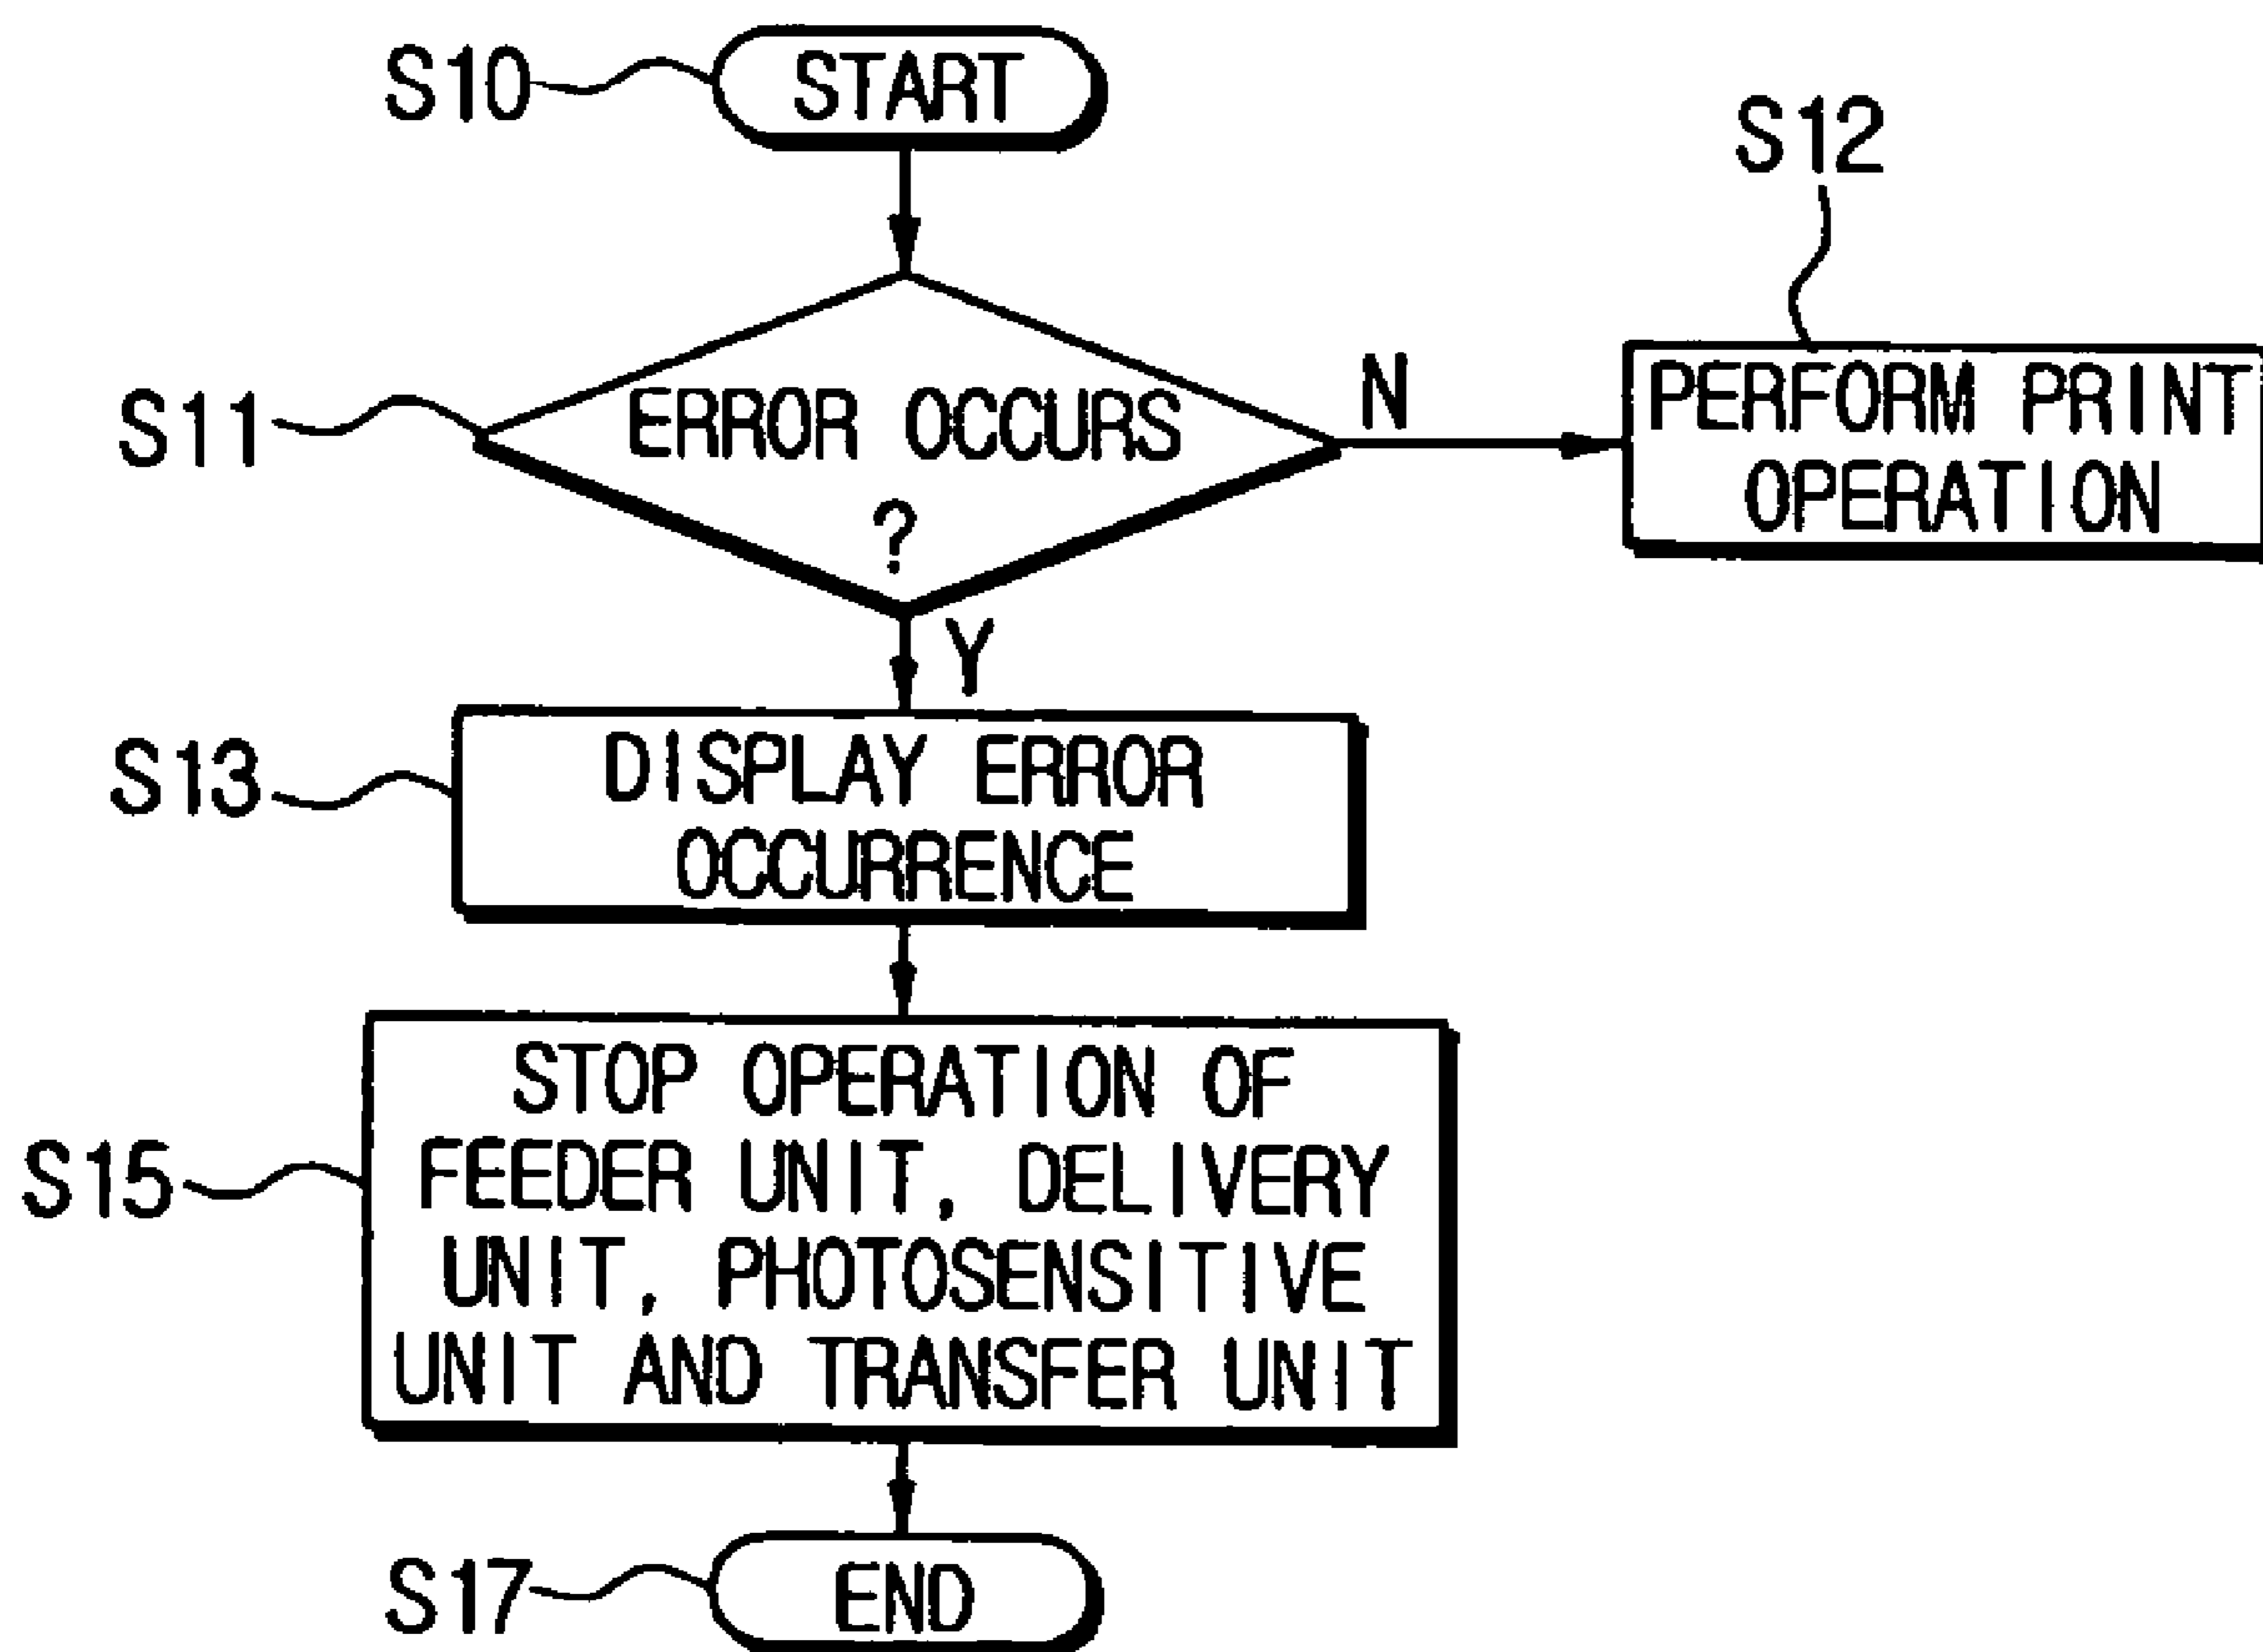 S10
START
S12
S11
ERROR OCCURS
?
N
PERFORM PRINT
OPERATION
Y
S13
DISPLAY ERROR
OCCURRENCE
S15
STOP OPERATION OF
FEEDER UNIT, DELIVERY
UNIT, PHOTOSENSITIVE
UNIT AND TRANSFER UNIT
S17
END